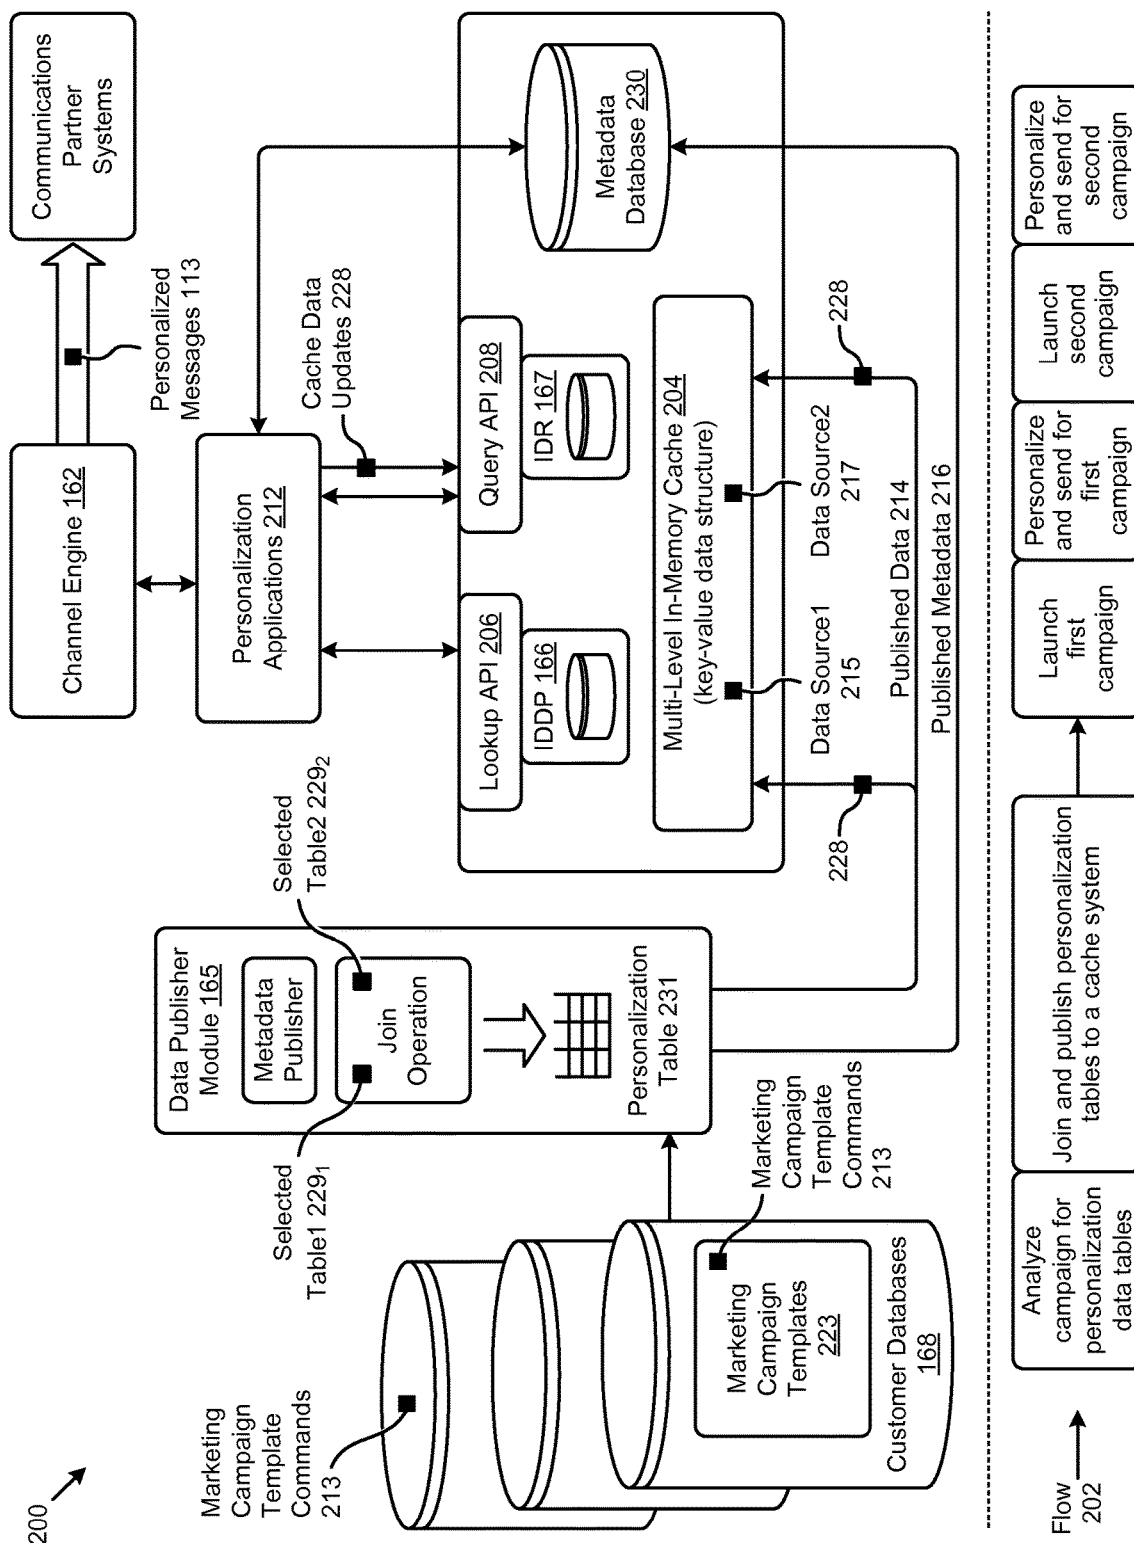 200
Marketing
Campaign
Template
Commands
213
Marketing
Campaign
Templates
223
Customer Databases
168
Marketing
Campaign
Template
Commands
213
Selected
Table1 229₁
Selected
Table2 229₂
Data Publisher
Module 165
Metadata
Publisher
Join
Operation
Personalization
Table 231
Channel Engine 162
Personalized
Messages 113
Communications
Partner
Systems
Personalization
Applications 212
Cache Data
Updates 228
Lookup API 206
IDDP 166
Query API 208
IDR 167
Metadata
Database 230
Multi-Level In-Memory Cache 204
(key-value data structure)
Data Source1
215
Data Source2
217
228
228
Published Data 214
Published Metadata 216
Flow
202
Analyze
campaign for
personalization
data tables
Join and publish personalization
tables to a cache system
Launch
first
campaign
Personalize
and send for
first
campaign
Launch
second
campaign
Personalize
and send for
second
campaign